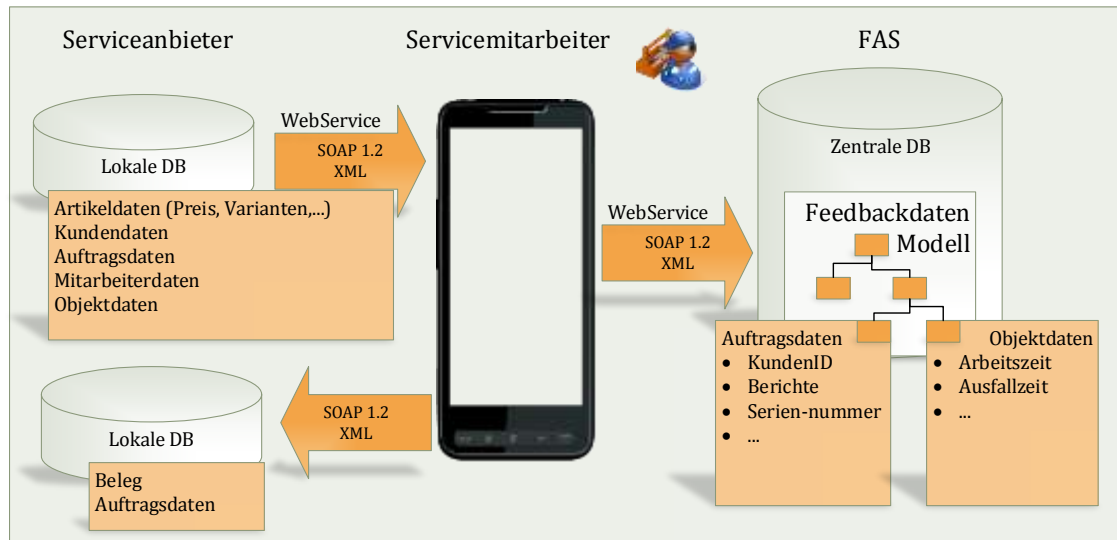 Serviceanbieter
Servicemitarbeiter
FAS
Lokale DB
WebService
SOAP 1.2
XML
Artikeldaten (Preis, Varianten,...)
Kundendaten
Auftragsdaten
Mitarbeiterdaten
Objektdaten
Lokale DB
SOAP 1.2
XML
Beleg
Auftragsdaten
WebService
SOAP 1.2
XML
Zentrale DB
Feedbackdaten
Modell
Auftragsdaten
• KundenID
• Berichte
• Serien-nummer
• ...
Objektdaten
• Arbeitszeit
• Ausfallzeit
• ...